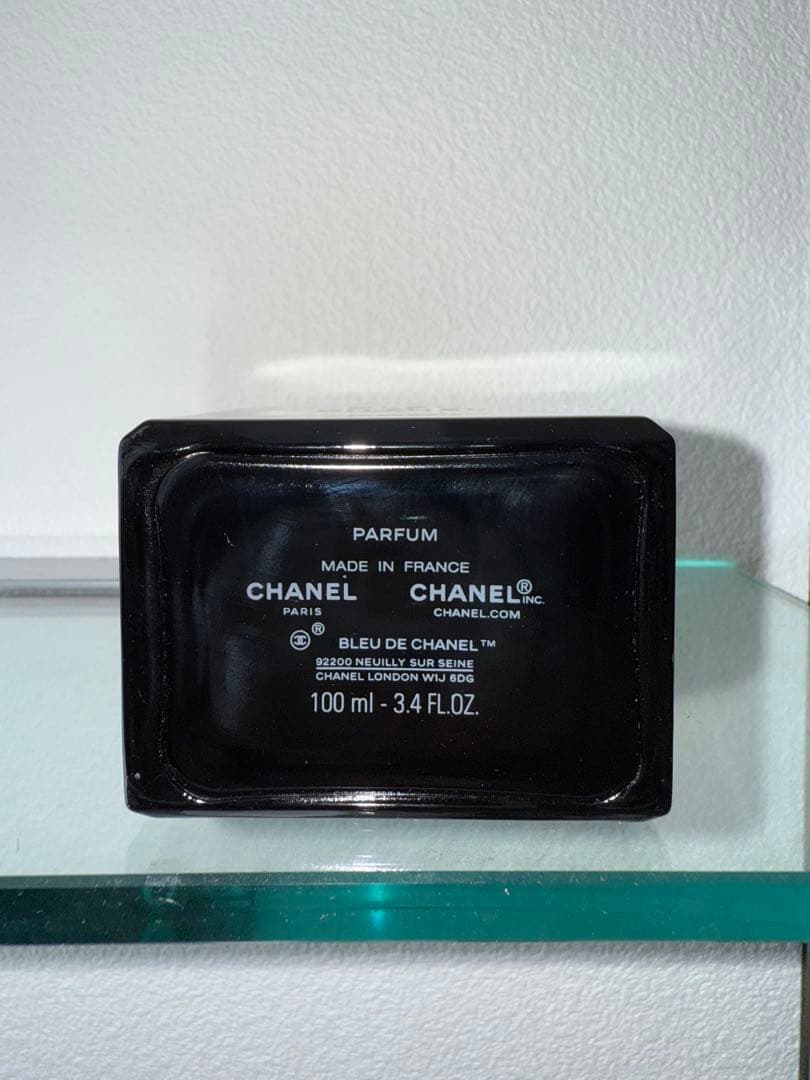 PARFUM
MADE IN FRANCE
CHANEL CHANEL® INC.
PARIS CHANEL.COM
® BLEU DE CHANEL™
92200 NEUILLY SUR SEINE
CHANEL LONDON W1J 6DG
100 ml - 3.4 FL.OZ.